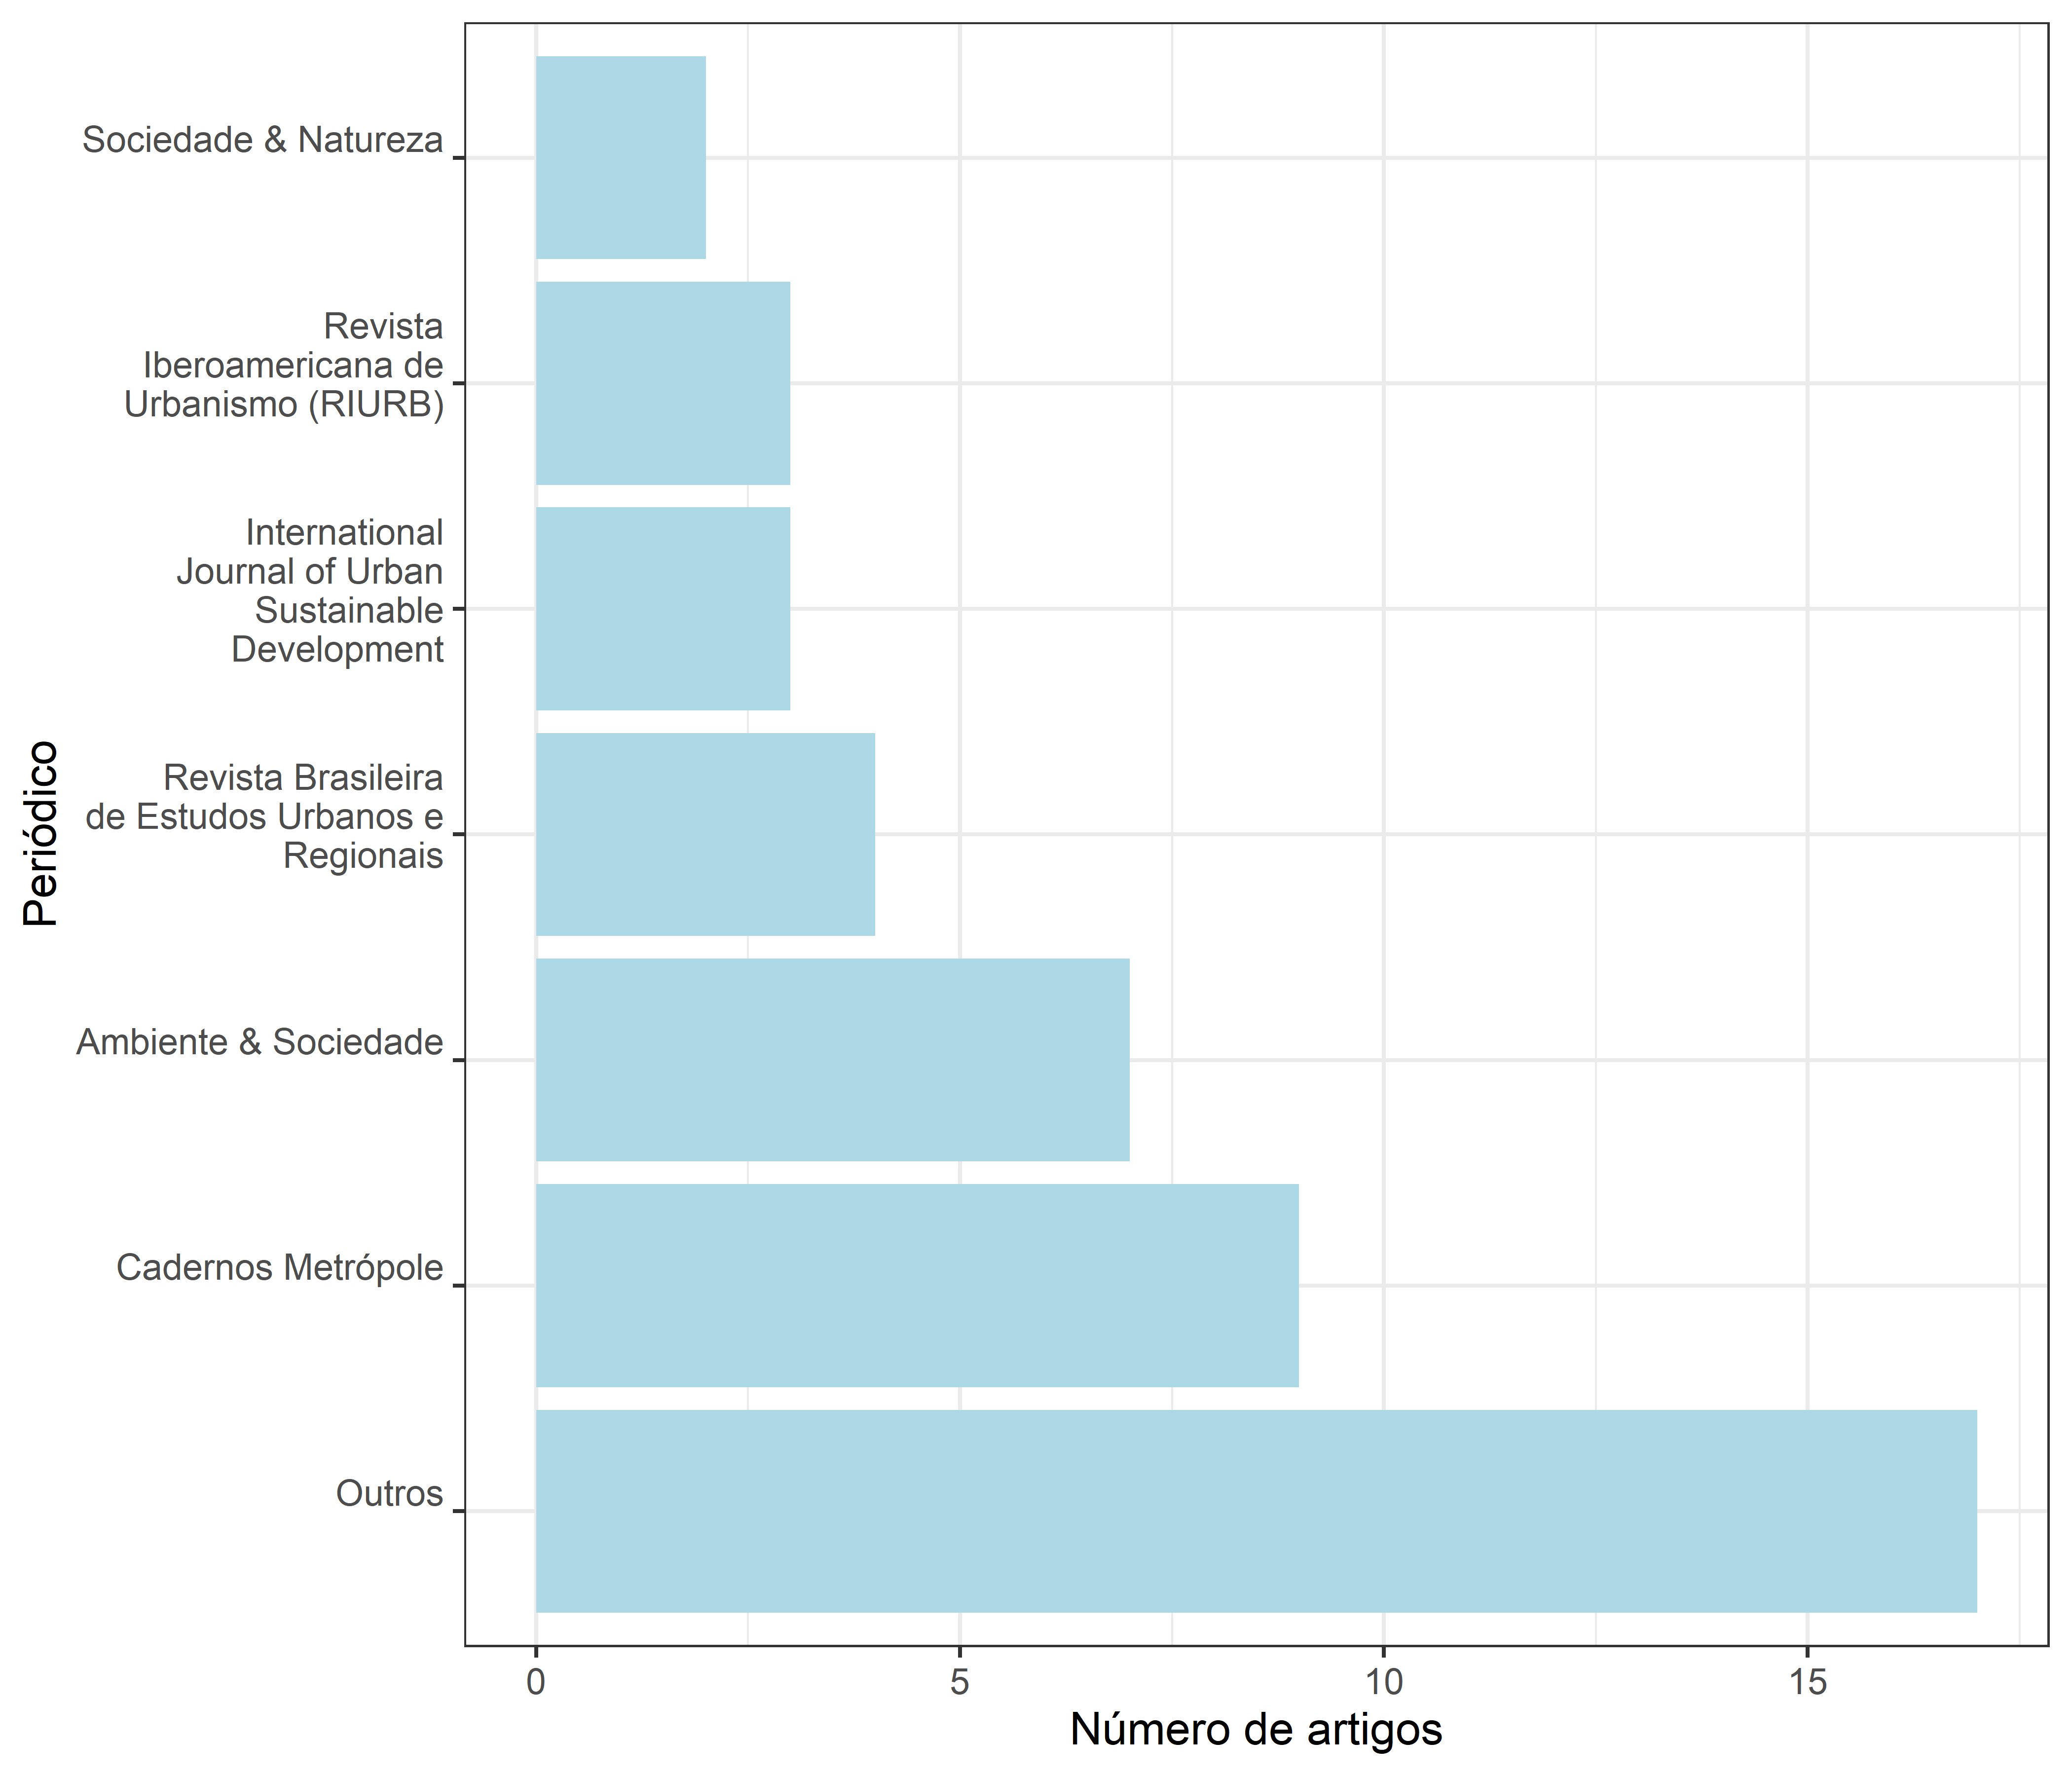 Sociedade & Natureza
Revista
Iberoamericana de
Urbanismo (RIURB)
International
Journal of Urban
Sustainable
Development
Revista Brasileira
de Estudos Urbanos e
Regionais
Ambiente & Sociedade
Cadernos Metrópole
Outros
Periódico
0
5
10
15
Número de artigos